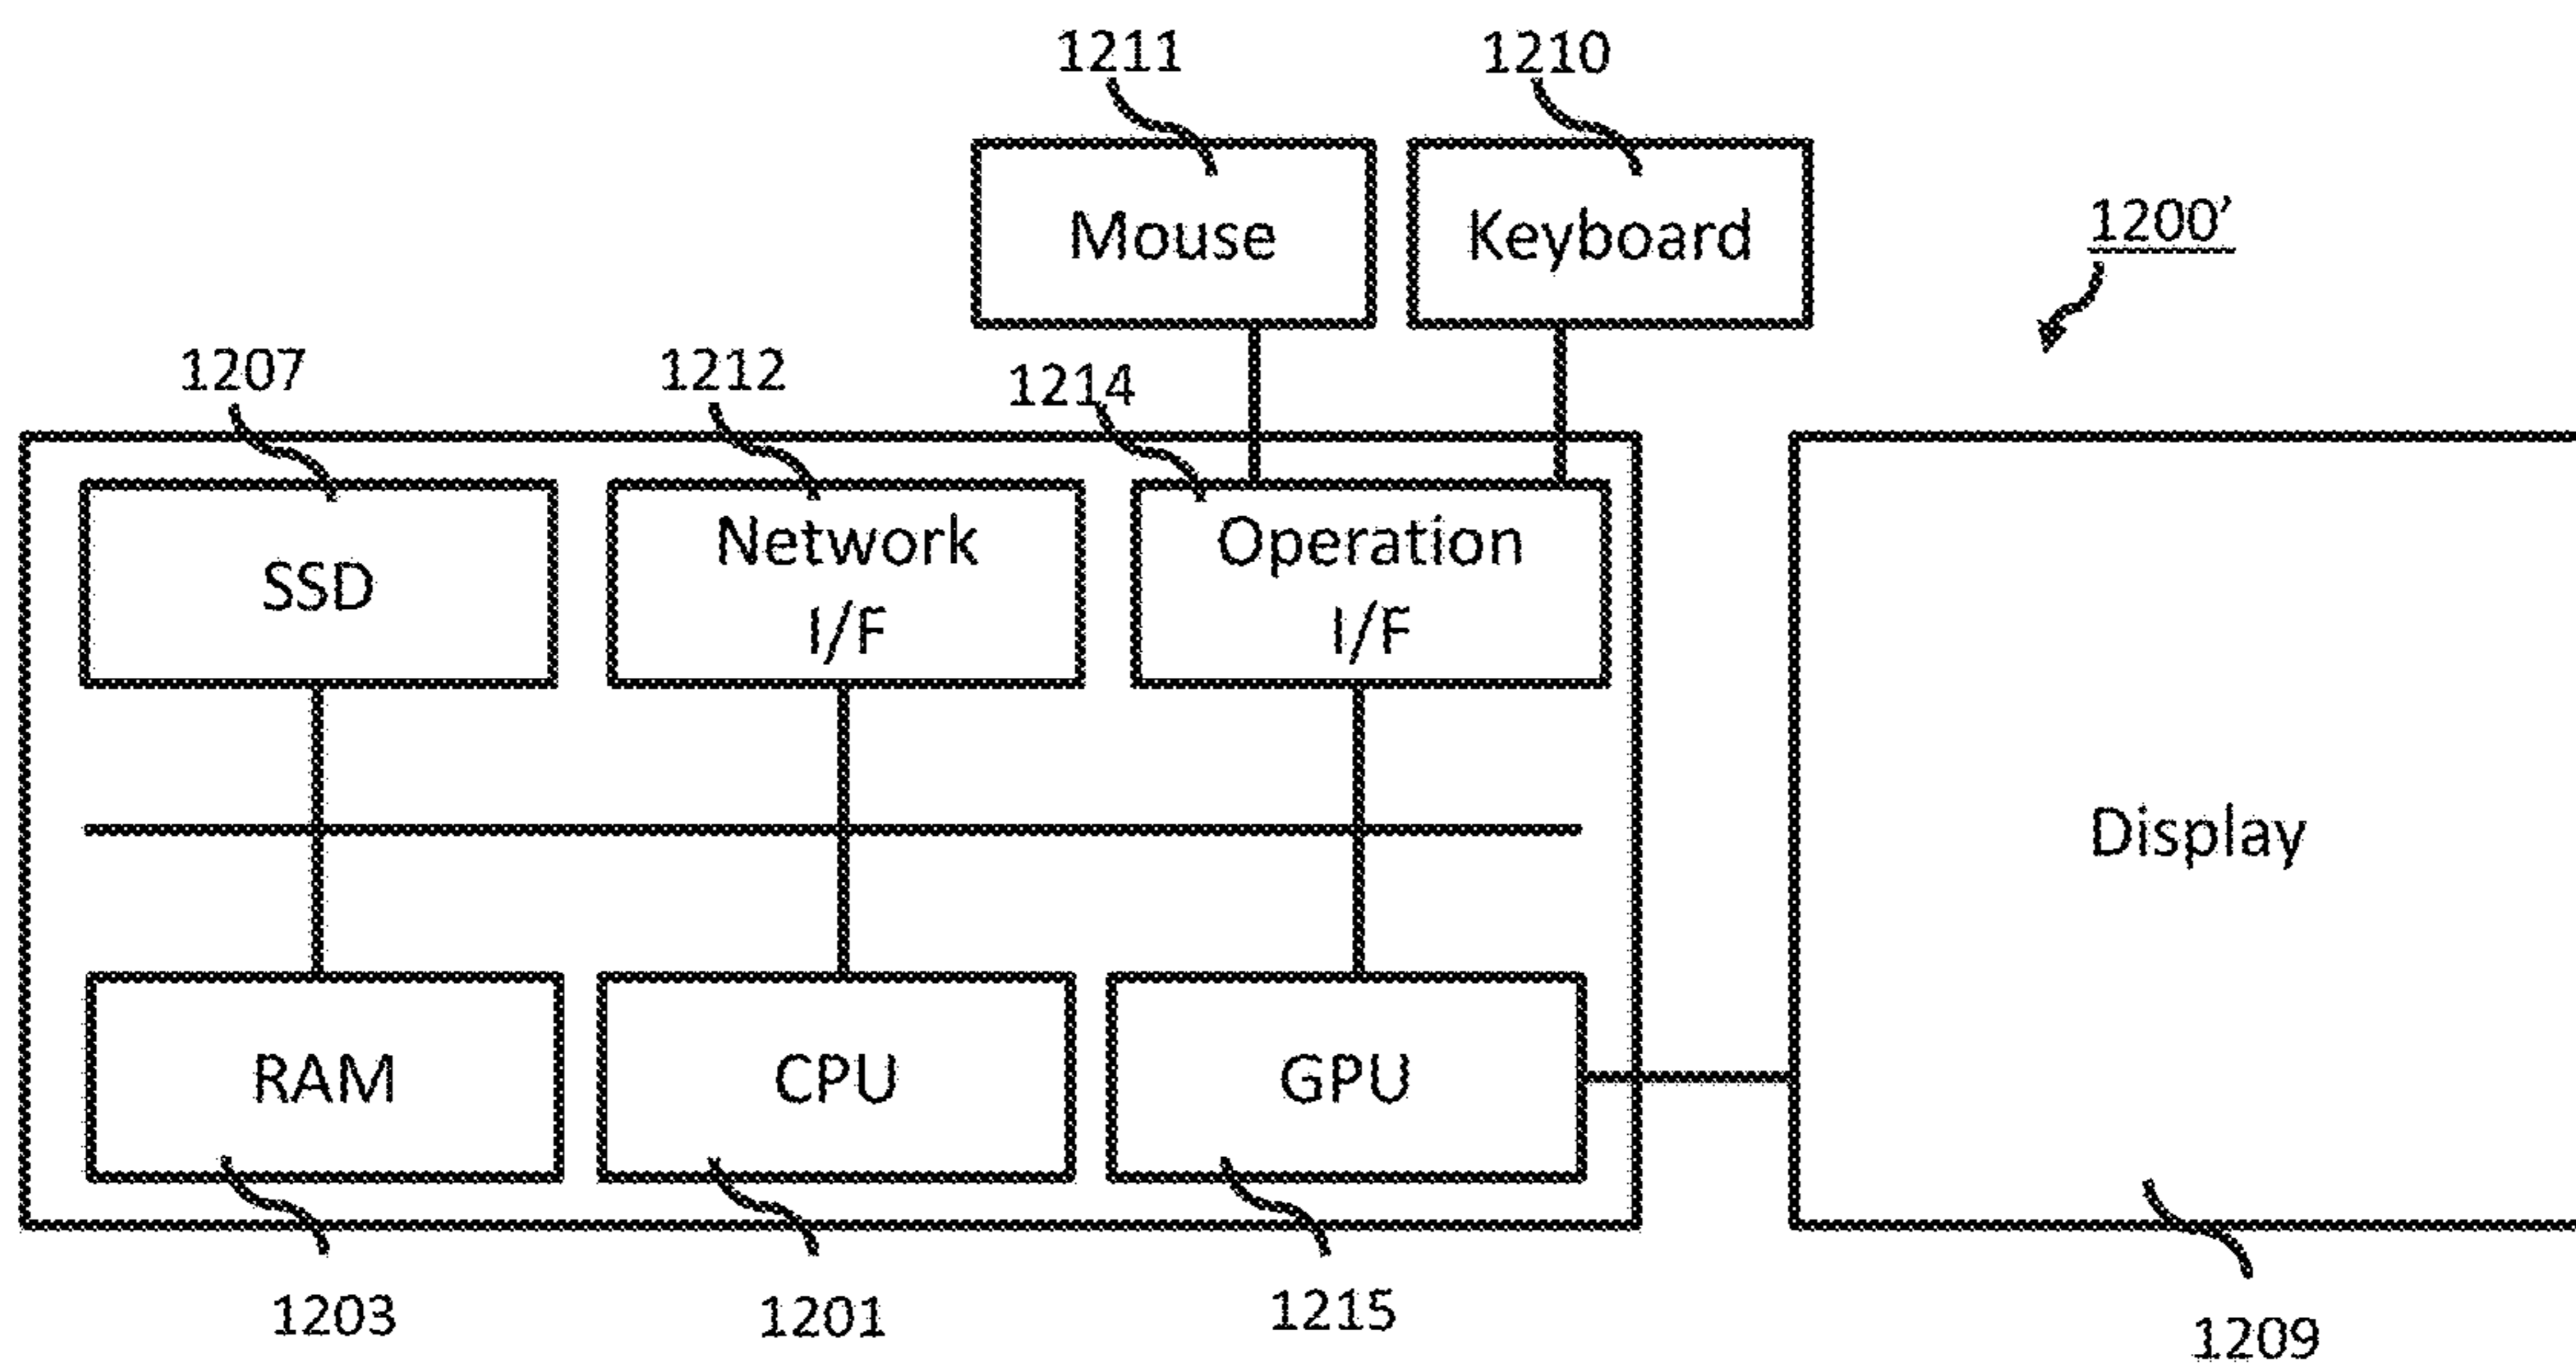 1211
1210
Mouse
Keyboard
1200’
1207
1212
1214
SSD
Network
I/F
Operation
I/F
Display
RAM
CPU
GPU
1203
1201
1215
1209